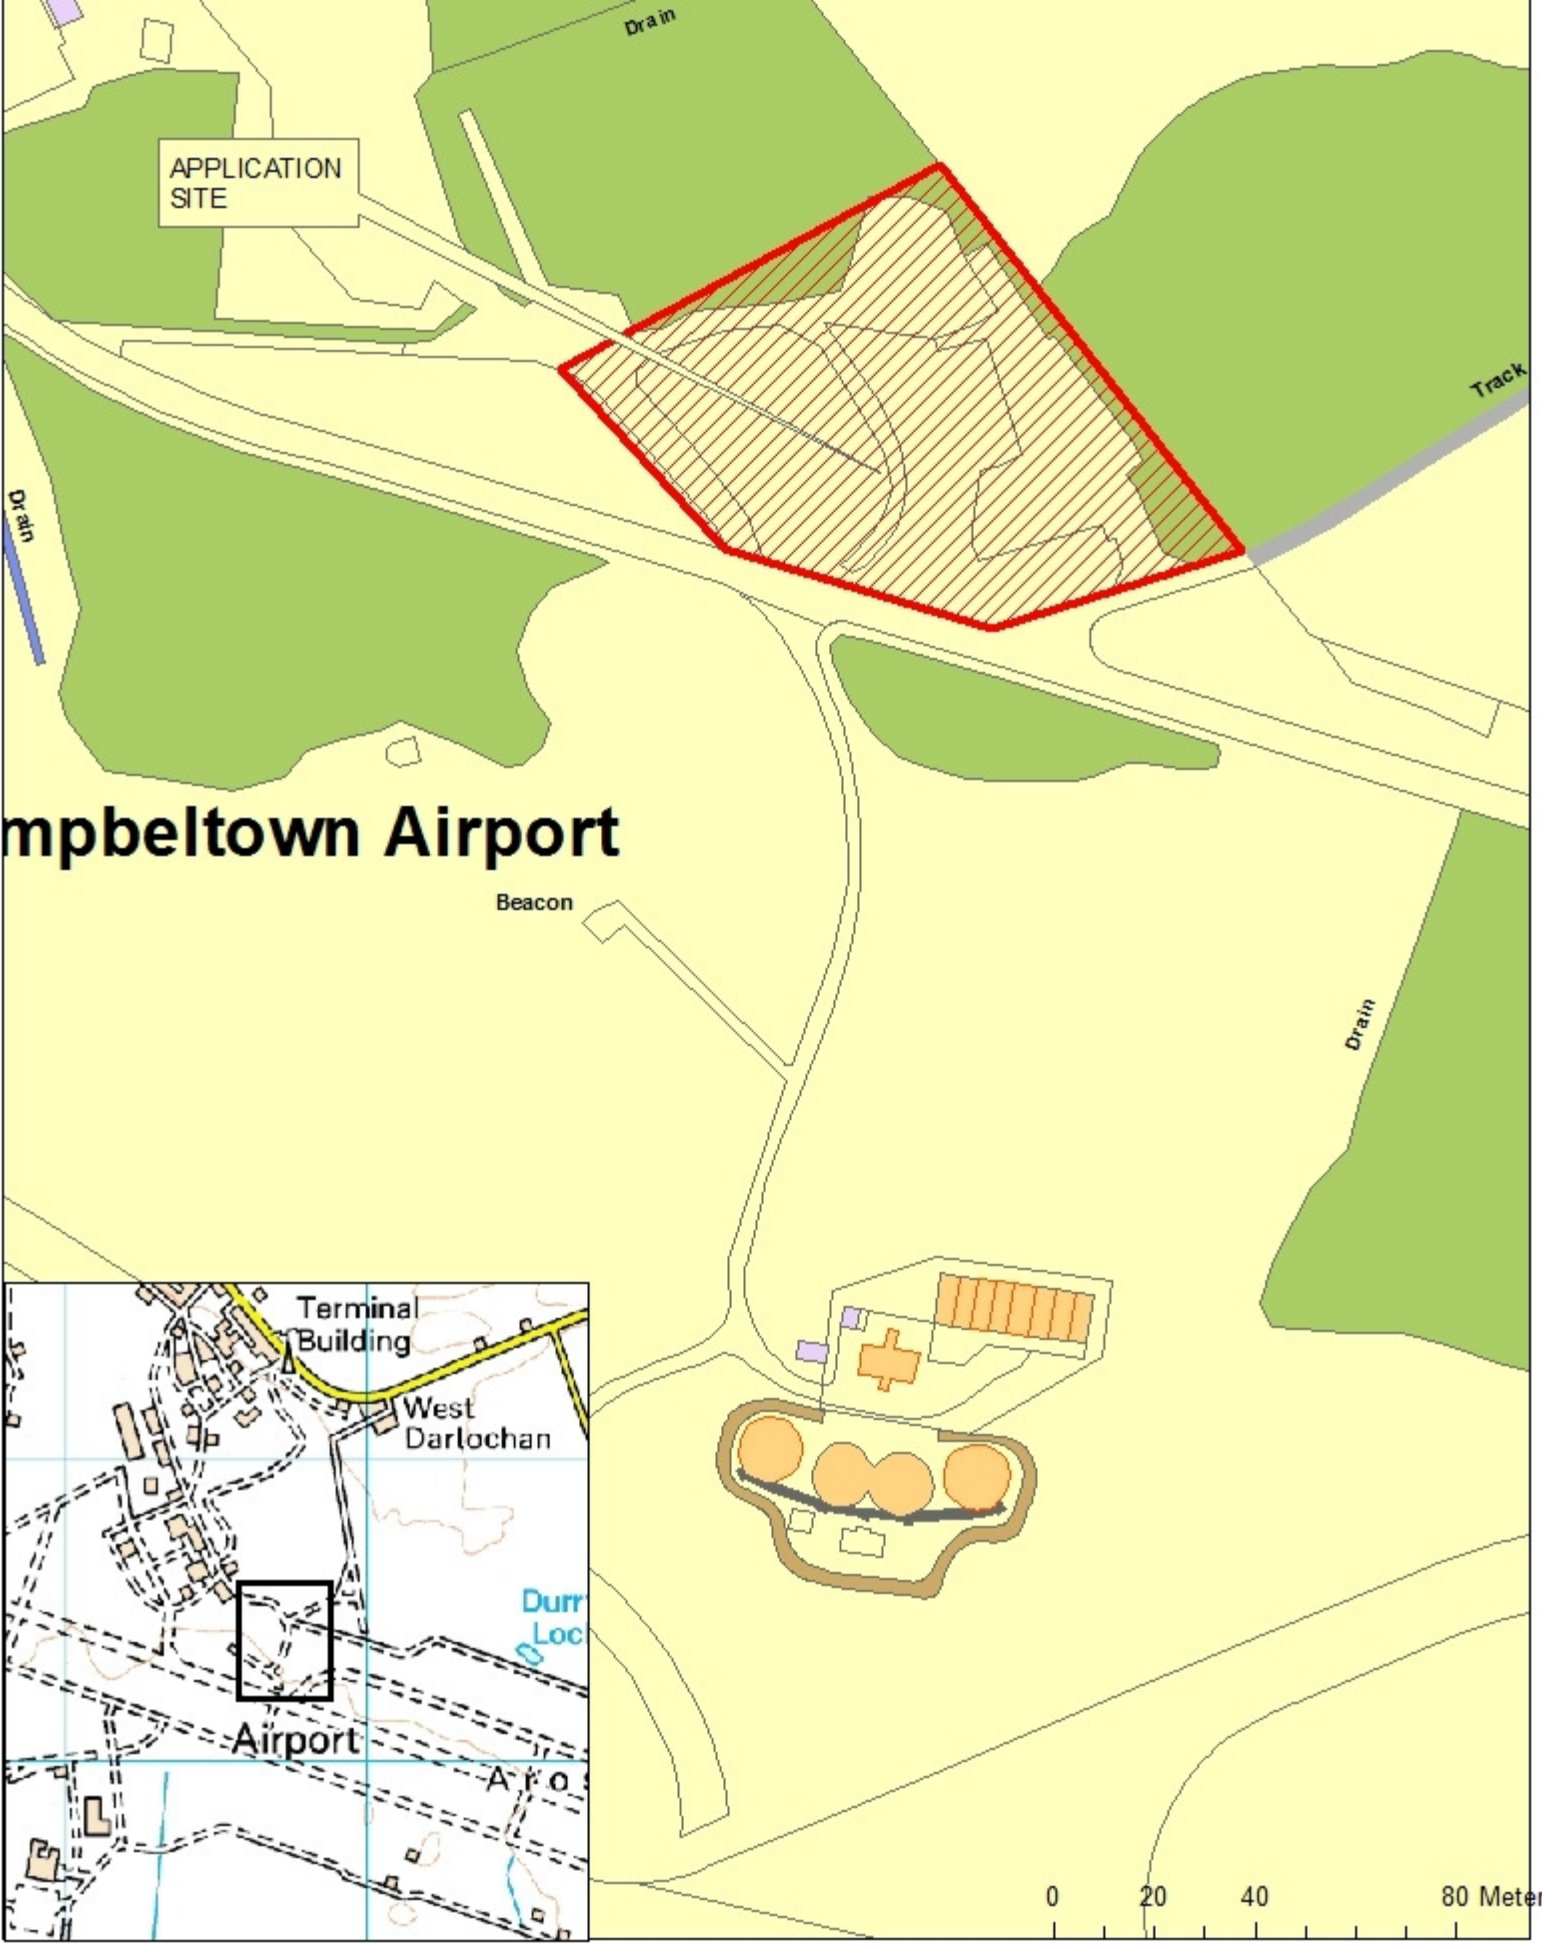 Drain
APPLICATION
SITE
Track
Drain
mpbeltown Airport
Beacon
Drain
Terminal
Building
West
Darlochan
Durr
Loc
Airport
Aros
0 20 40 80 Meter